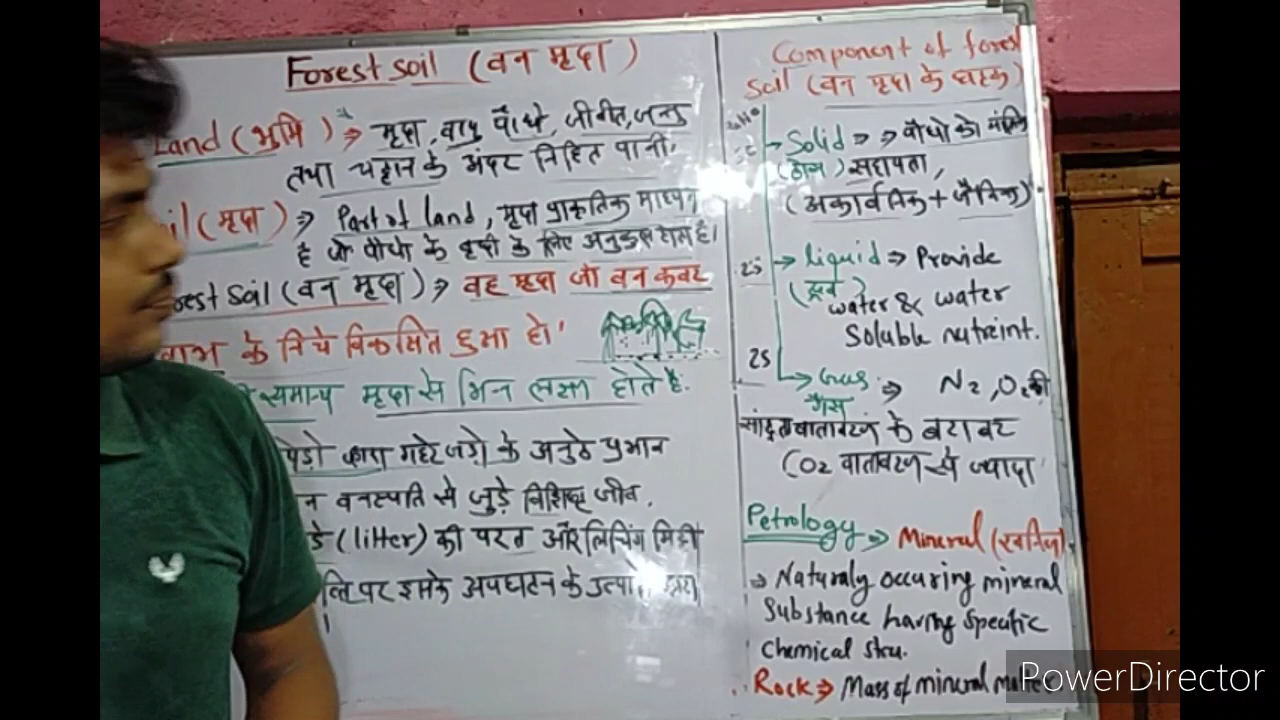 Forest soil (वन मृदा)
Land (भूमि) ⇒ मृदा, वायु पौधे, जीवित, जन्तु
तथा चट्टान के अंदर निहित पानी.
(मृदा) ⇒ Part of land, मृदा प्राकृतिक माध्यम
है जो पौधो के वृद्दी के लिए अनुकूल होता है।
rest Soil (वन मृदा) ⇒ वह मृदा जो वन कवर
के निचे विकसित हुआ हो।
सामान्य मृदा से भिन्न लक्षण होते है.
पेड़ो द्वारा गहरे जड़ो के अनुठे प्रभाव
वनस्पति से जुड़े विशिष्ट जीव.
(litter) की परत और लिचिंग मिट्टी
पर इसके अपघटन के उत्पाद द्वारा
।
Component of forest
soil (वन मृदा के घटक)
→ Solid ⇒ पौधो को
(ठोस) सहायता,
(अकार्बनिक + जैविक)
25 → liquid ⇒ Provide
(द्रव)
water & water
Soluble nutreint.
25
→ Gas ⇒ N2, O2 की
गैस
सांद्रता वातावरण के बराबर
CO2 वातावरण से ज्यादा
Petrology ⇒ Mineral (खनिज)
⇒ Naturaly occuring mineral
Substance having Specific
Chemical stru.
Rock ⇒ Mass of mineral
PowerDirector